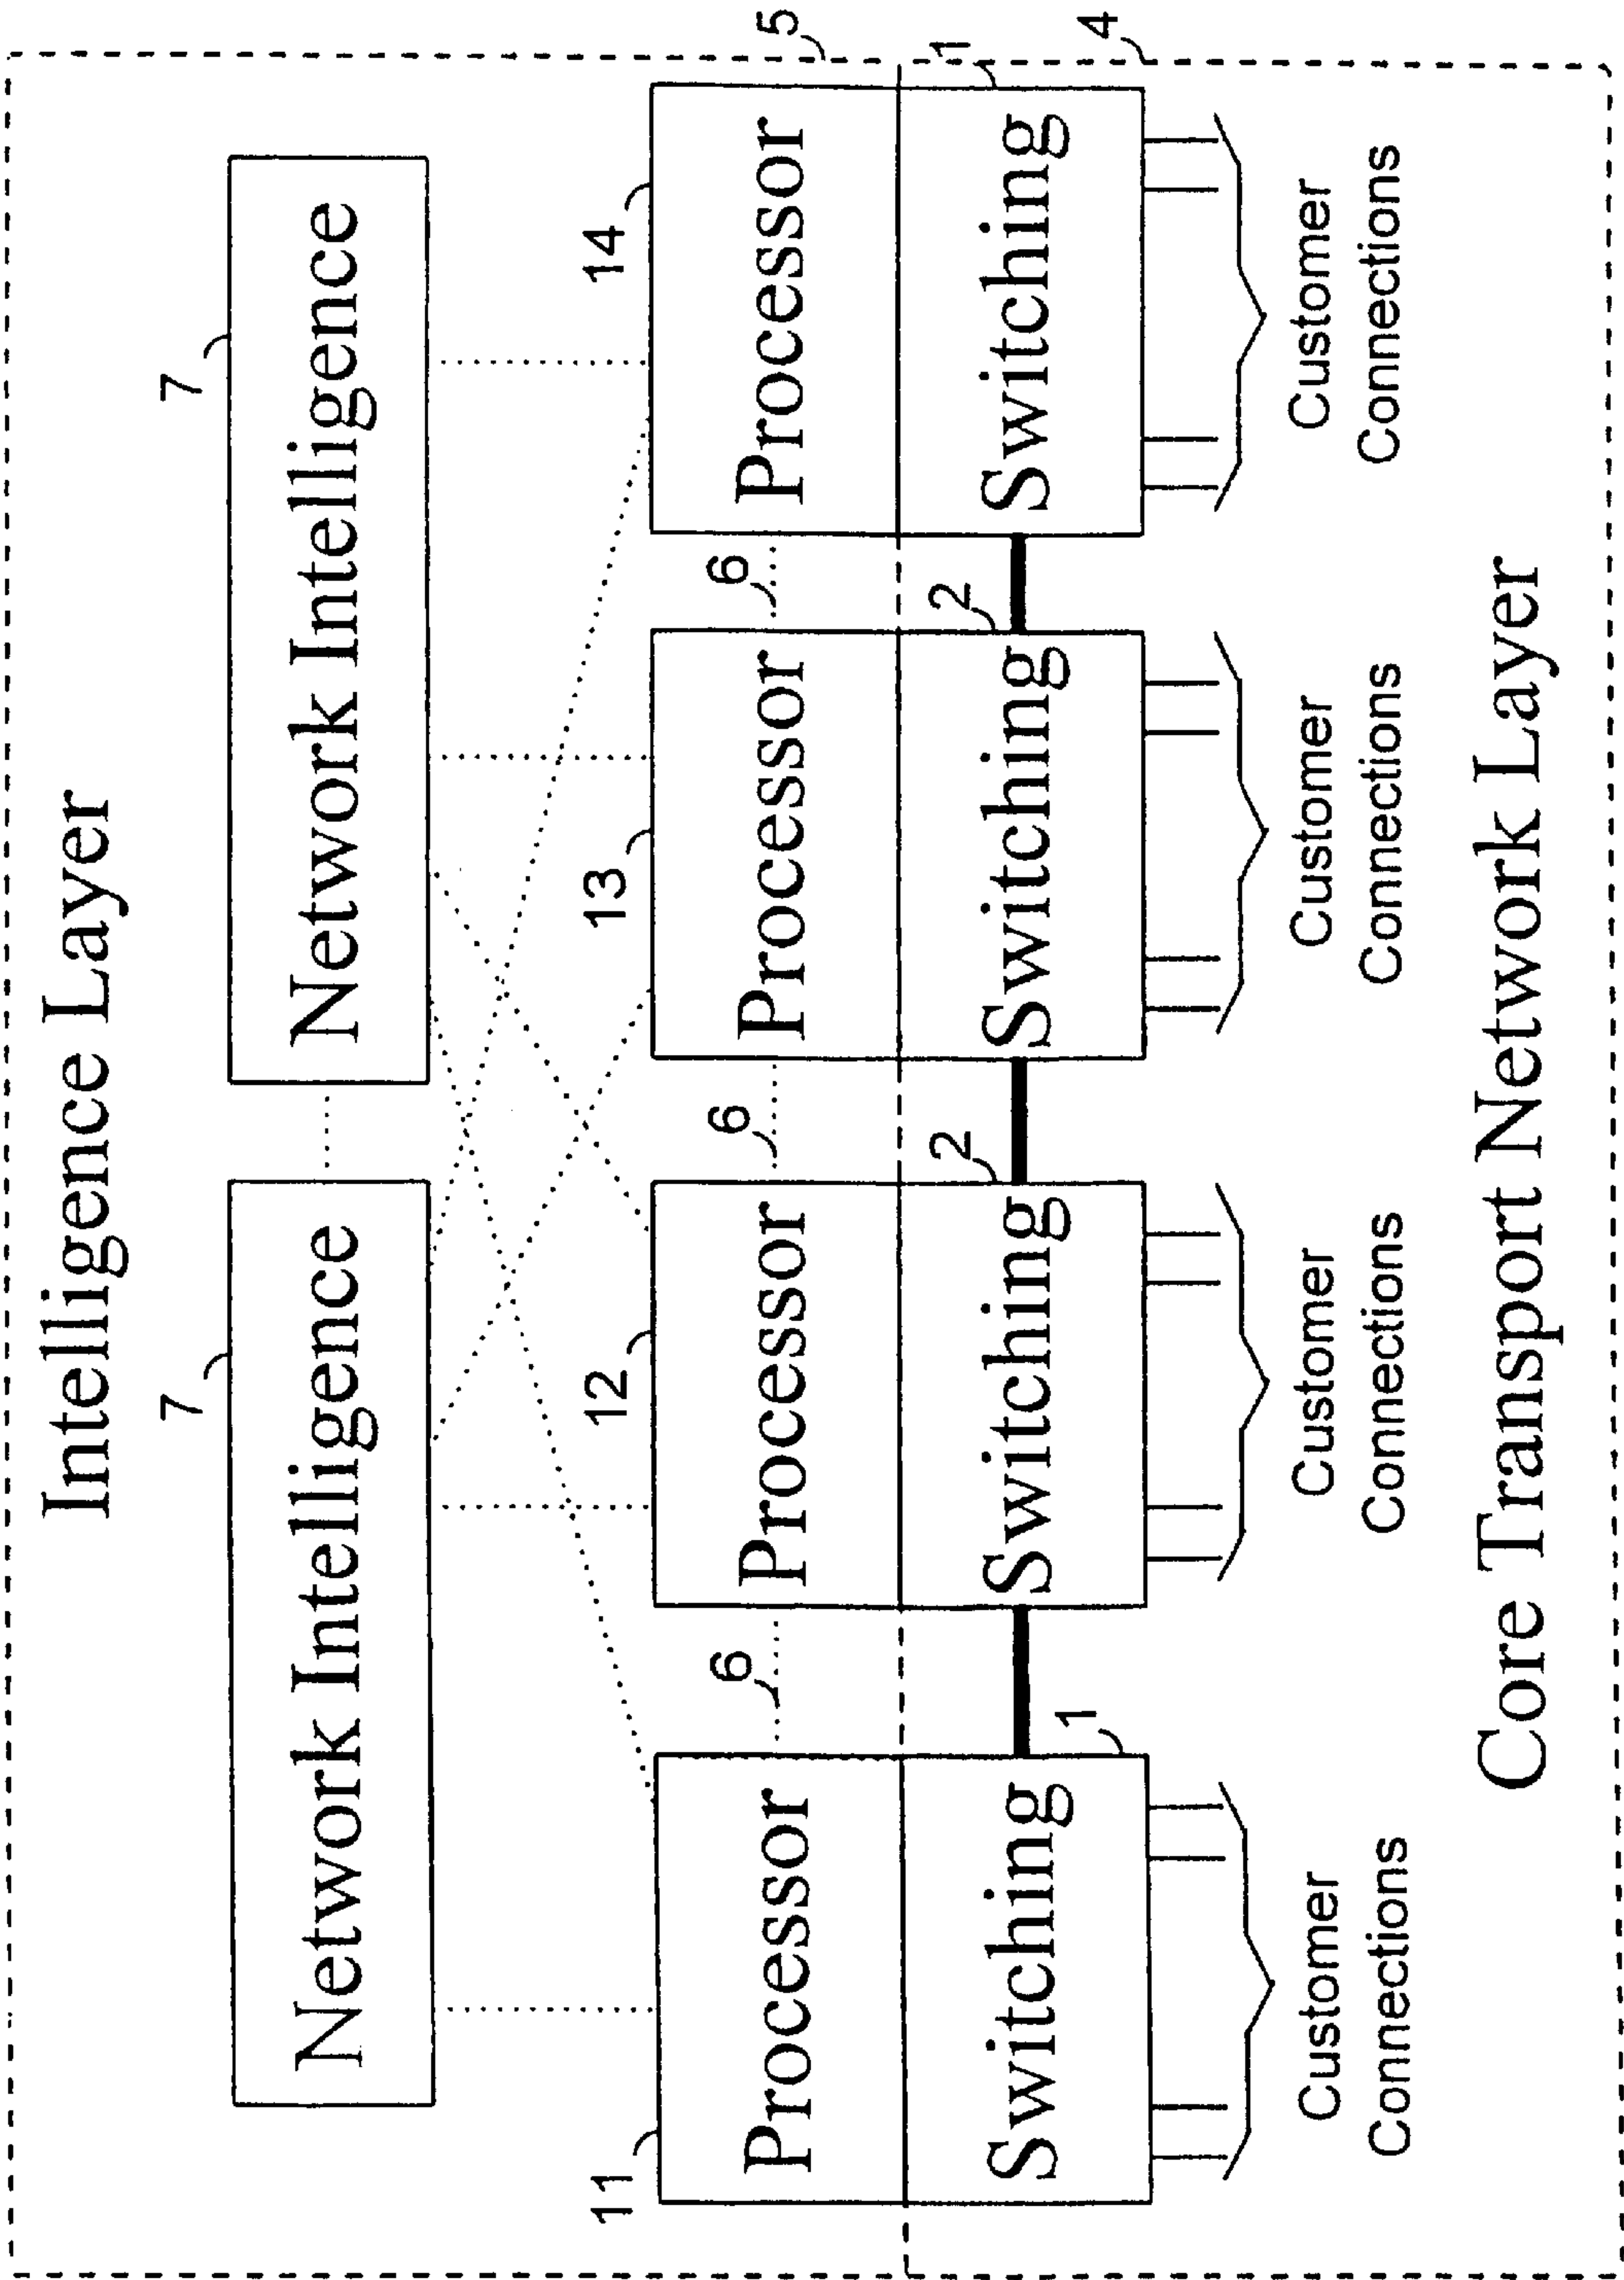 Intelligence Layer
7
7
Network Intelligence
Network Intelligence
11
12
13
14
5
Processor
6
Processor
6
Processor
6
Processor
1
2
2
1
4
Switching
Switching
Switching
Switching
Customer
Connections
Customer
Connections
Customer
Connections
Customer
Connections
Core Transport Network Layer